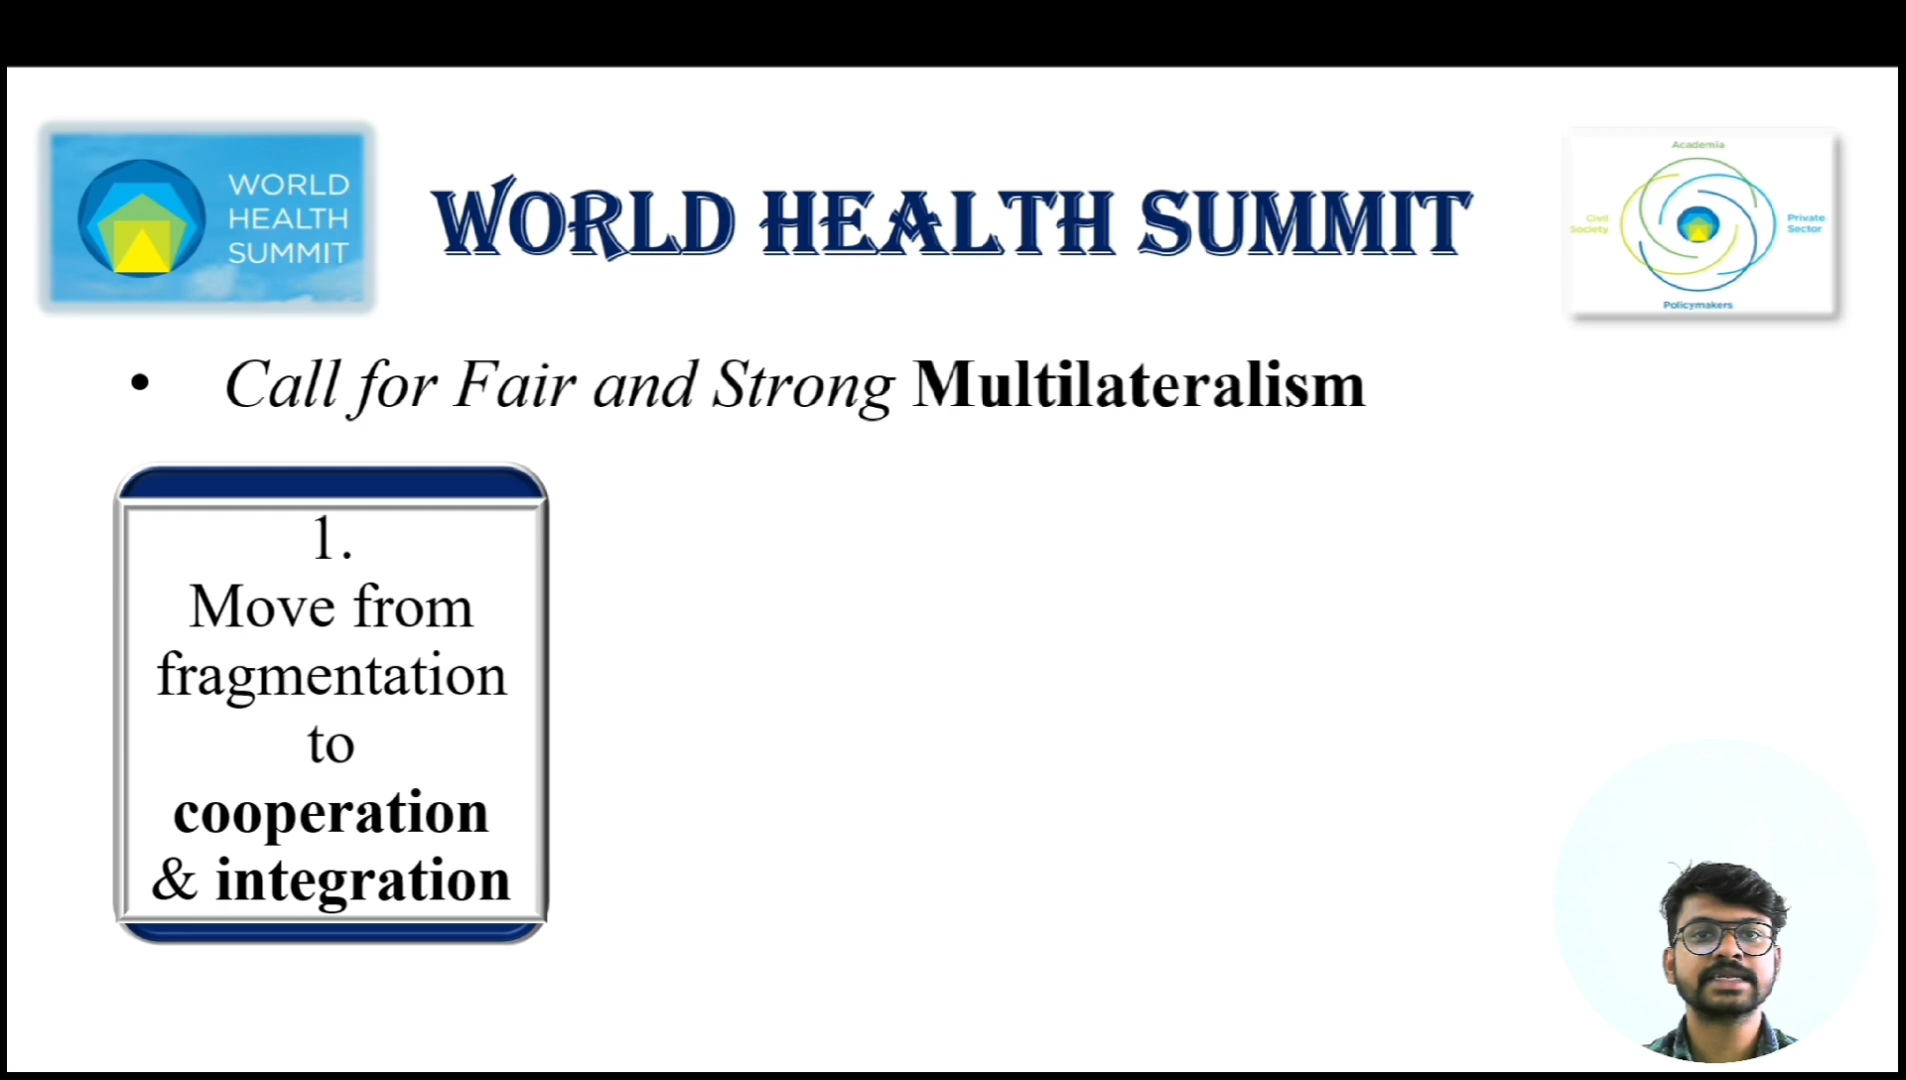 WORLD
HEALTH
SUMMIT
WORLD HEALTH SUMMIT
Academia
Civil
Society
Private
Sector
Policymakers
• Call for Fair and Strong Multilateralism
1.
Move from
fragmentation
to
cooperation
& integration